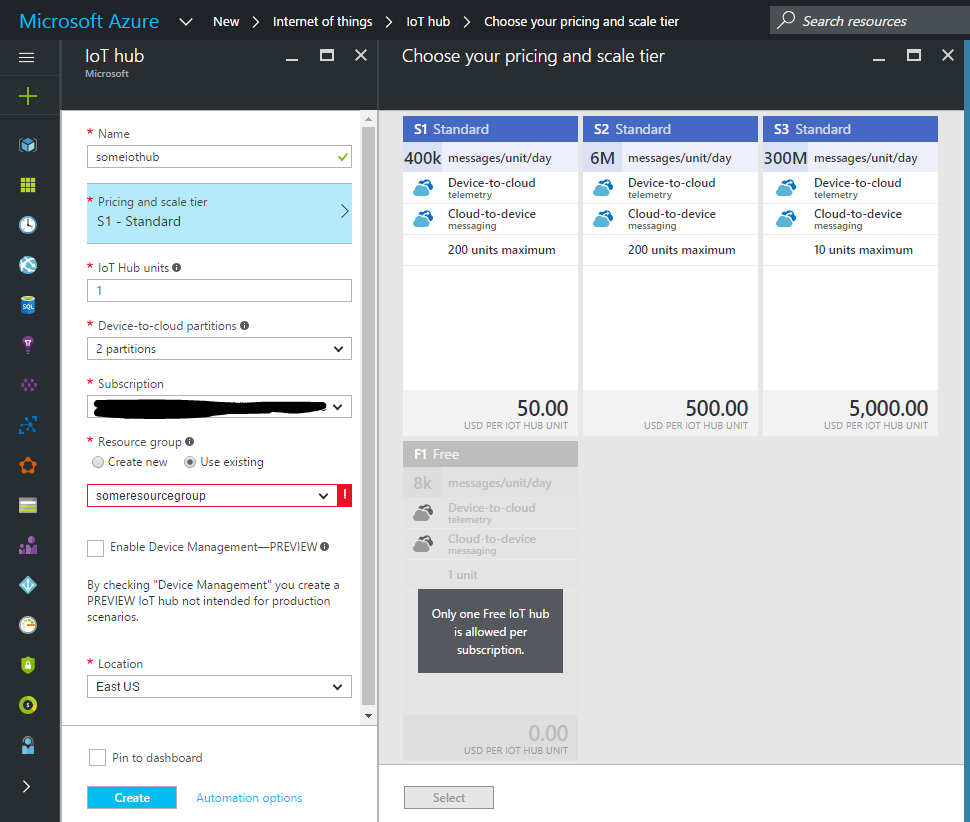 Microsoft Azure New > Internet of things > IoT hub > Choose your pricing and scale tier Search resources
IoT hub
Microsoft
* Name
someiothub
* Pricing and scale tier
S1 - Standard
* IoT Hub units
1
* Device-to-cloud partitions
2 partitions
* Subscription
* Resource group
Create new Use existing
someresourcegroup !
Enable Device Management—PREVIEW
By checking "Device Management" you create a
PREVIEW IoT hub not intended for production
scenarios.
* Location
East US
Pin to dashboard
Create Automation options
Choose your pricing and scale tier
S1 Standard
400k messages/unit/day
Device-to-cloud
telemetry
Cloud-to-device
messaging
200 units maximum
50.00
USD PER IOT HUB UNIT
S2 Standard
6M messages/unit/day
Device-to-cloud
telemetry
Cloud-to-device
messaging
200 units maximum
500.00
USD PER IOT HUB UNIT
S3 Standard
300M messages/unit/day
Device-to-cloud
telemetry
Cloud-to-device
messaging
10 units maximum
5,000.00
USD PER IOT HUB UNIT
F1 Free
8k messages/unit/day
Device-to-cloud
telemetry
Cloud-to-device
messaging
1 unit
Only one Free IoT hub
is allowed per
subscription.
0.00
USD PER IOT HUB UNIT
Select